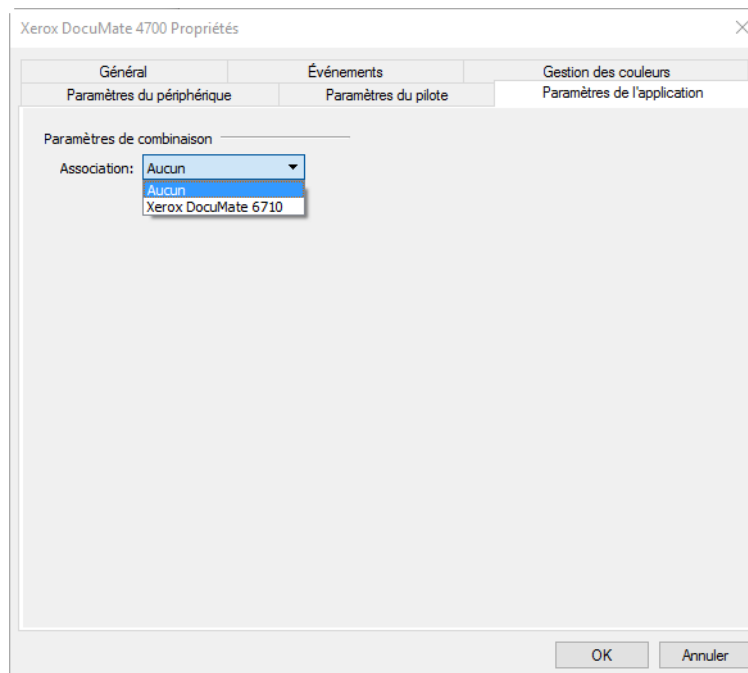 Xerox DocuMate 4700 Propriétés
Général Événements Gestion des couleurs
Paramètres du périphérique Paramètres du pilote Paramètres de l'application
Paramètres de combinaison
Association: Aucun
Aucun
Xerox DocuMate 6710
OK Annuler